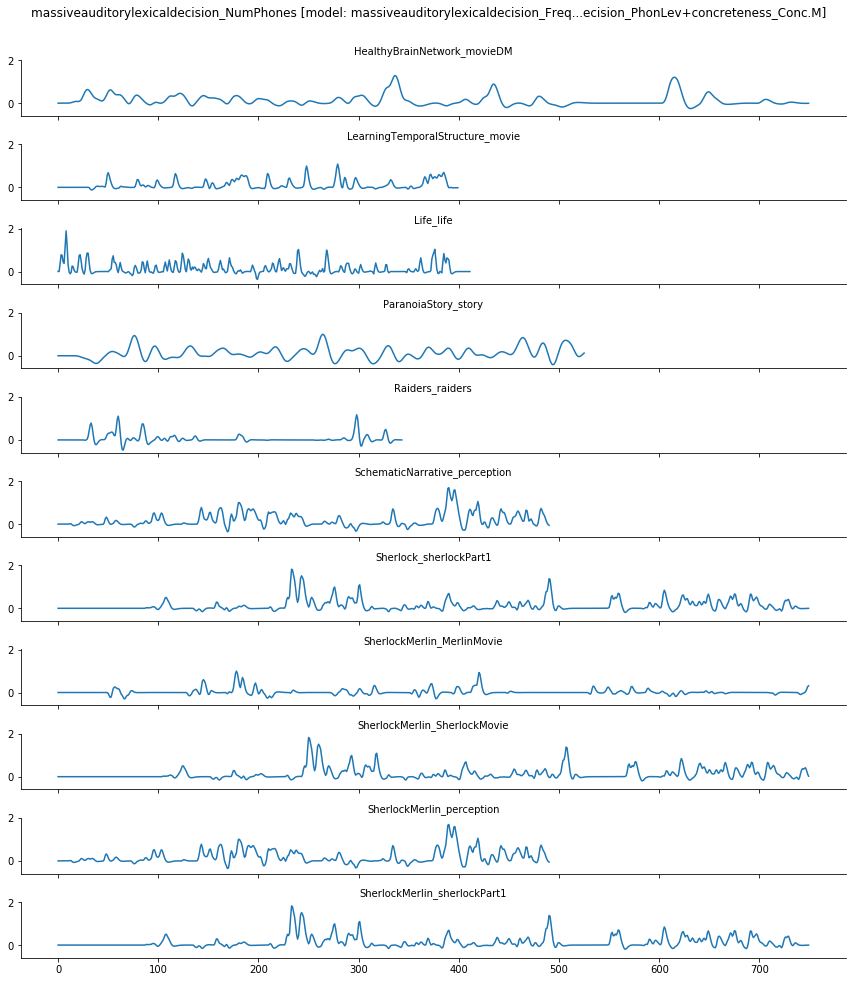 massiveauditorylexicaldecision_NumPhones [model: massiveauditorylexicaldecision_Freq...ecision_PhonLev+concreteness_Conc.M]
HealthyBrainNetwork_movieDM
2
0
LearningTemporalStructure_movie
2
0
Life_life
2
0
ParanoiaStory_story
2
0
Raiders_raiders
2
0
SchematicNarrative_perception
2
0
Sherlock_sherlockPart1
2
0
SherlockMerlin_MerlinMovie
2
0
SherlockMerlin_SherlockMovie
2
0
SherlockMerlin_perception
2
0
SherlockMerlin_sherlockPart1
2
0
0 100 200 300 400 500 600 700